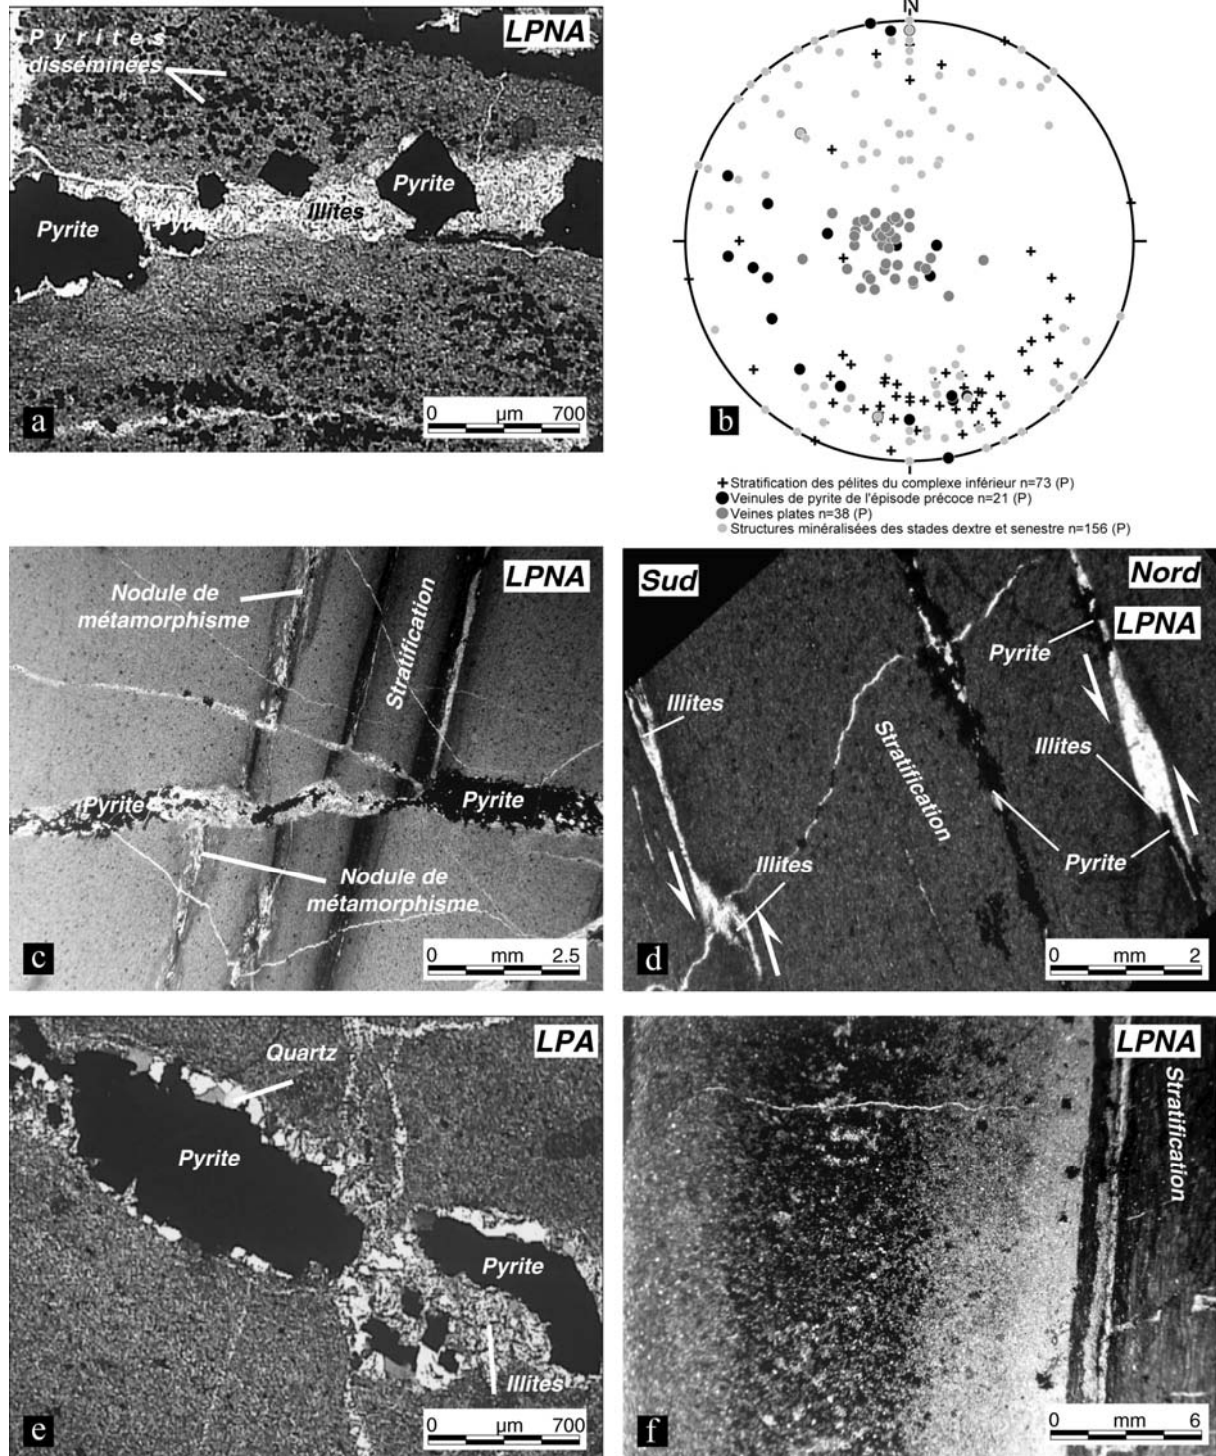 LPNA
Pyrites
disséminées
Pyrite
Illites
Pyrite
Pyrite
0 µm 700
a
N
b
Stratification des pélites du complexe inférieur n=73 (P)
Veinules de pyrite de l'épisode précoce n=21 (P)
Veines plates n=38 (P)
Structures minéralisées des stades dextre et senestre n=156 (P)
LPNA
Nodule de
métamorphisme
Stratification
Pyrite
Pyrite
Nodule de
métamorphisme
0 mm 2.5
c
Sud
Nord
LPNA
Pyrite
Illites
Illites
Stratification
Illites
Pyrite
0 mm 2
d
LPA
Quartz
Pyrite
Pyrite
Illites
0 µm 700
e
LPNA
Stratification
0 mm 6
f